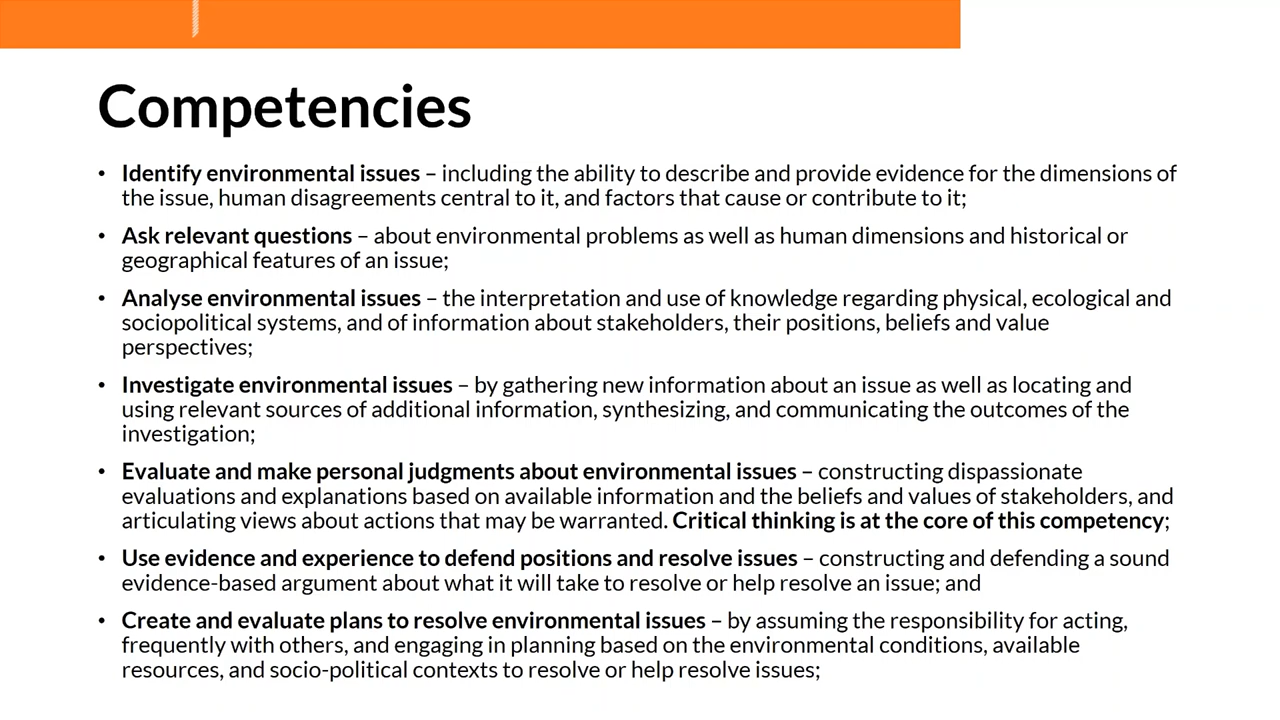 Competencies
• Identify environmental issues – including the ability to describe and provide evidence for the dimensions of
the issue, human disagreements central to it, and factors that cause or contribute to it;
• Ask relevant questions – about environmental problems as well as human dimensions and historical or
geographical features of an issue;
• Analyse environmental issues – the interpretation and use of knowledge regarding physical, ecological and
sociopolitical systems, and of information about stakeholders, their positions, beliefs and value
perspectives;
• Investigate environmental issues – by gathering new information about an issue as well as locating and
using relevant sources of additional information, synthesizing, and communicating the outcomes of the
investigation;
• Evaluate and make personal judgments about environmental issues – constructing dispassionate
evaluations and explanations based on available information and the beliefs and values of stakeholders, and
articulating views about actions that may be warranted. Critical thinking is at the core of this competency;
• Use evidence and experience to defend positions and resolve issues – constructing and defending a sound
evidence-based argument about what it will take to resolve or help resolve an issue; and
• Create and evaluate plans to resolve environmental issues – by assuming the responsibility for acting,
frequently with others, and engaging in planning based on the environmental conditions, available
resources, and socio-political contexts to resolve or help resolve issues;